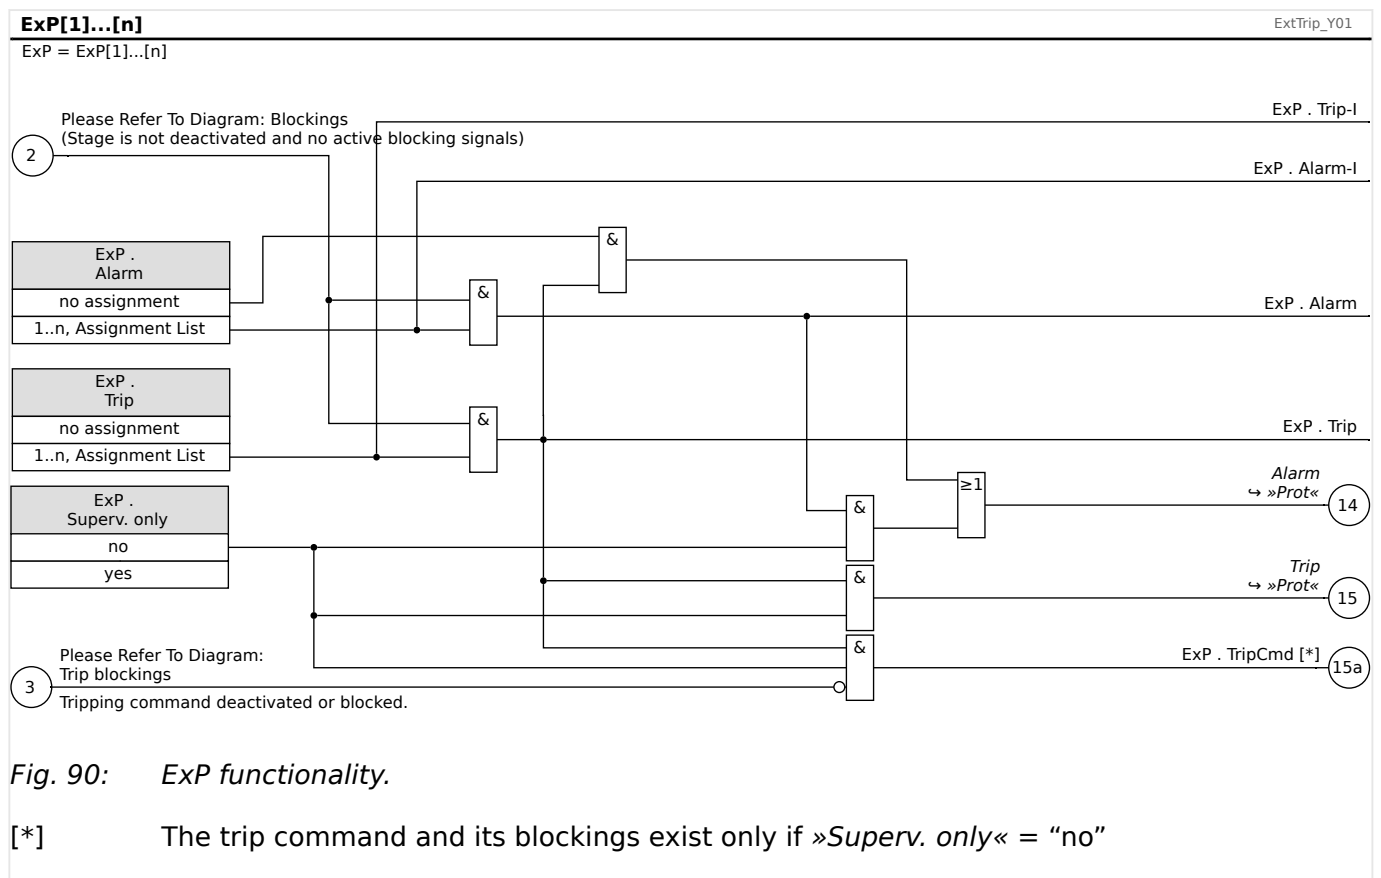 ExP[1]...[n]
ExtTrip_Y01
ExP = ExP[1]...[n]
Please Refer To Diagram: Blockings
(Stage is not deactivated and no active blocking signals)
2
ExP . Trip-I
ExP . Alarm-I
&
ExP .
Alarm
no assignment
1..n, Assignment List
&
ExP . Alarm
ExP .
Trip
no assignment
1..n, Assignment List
&
ExP . Trip
ExP .
Superv. only
no
yes
≥1
Alarm
↪ »Prot«
14
&
&
Trip
↪ »Prot«
15
&
ExP . TripCmd [*]
15a
Please Refer To Diagram:
Trip blockings
3
Tripping command deactivated or blocked.
Fig. 90: ExP functionality.
[*] The trip command and its blockings exist only if »Superv. only« = “no”